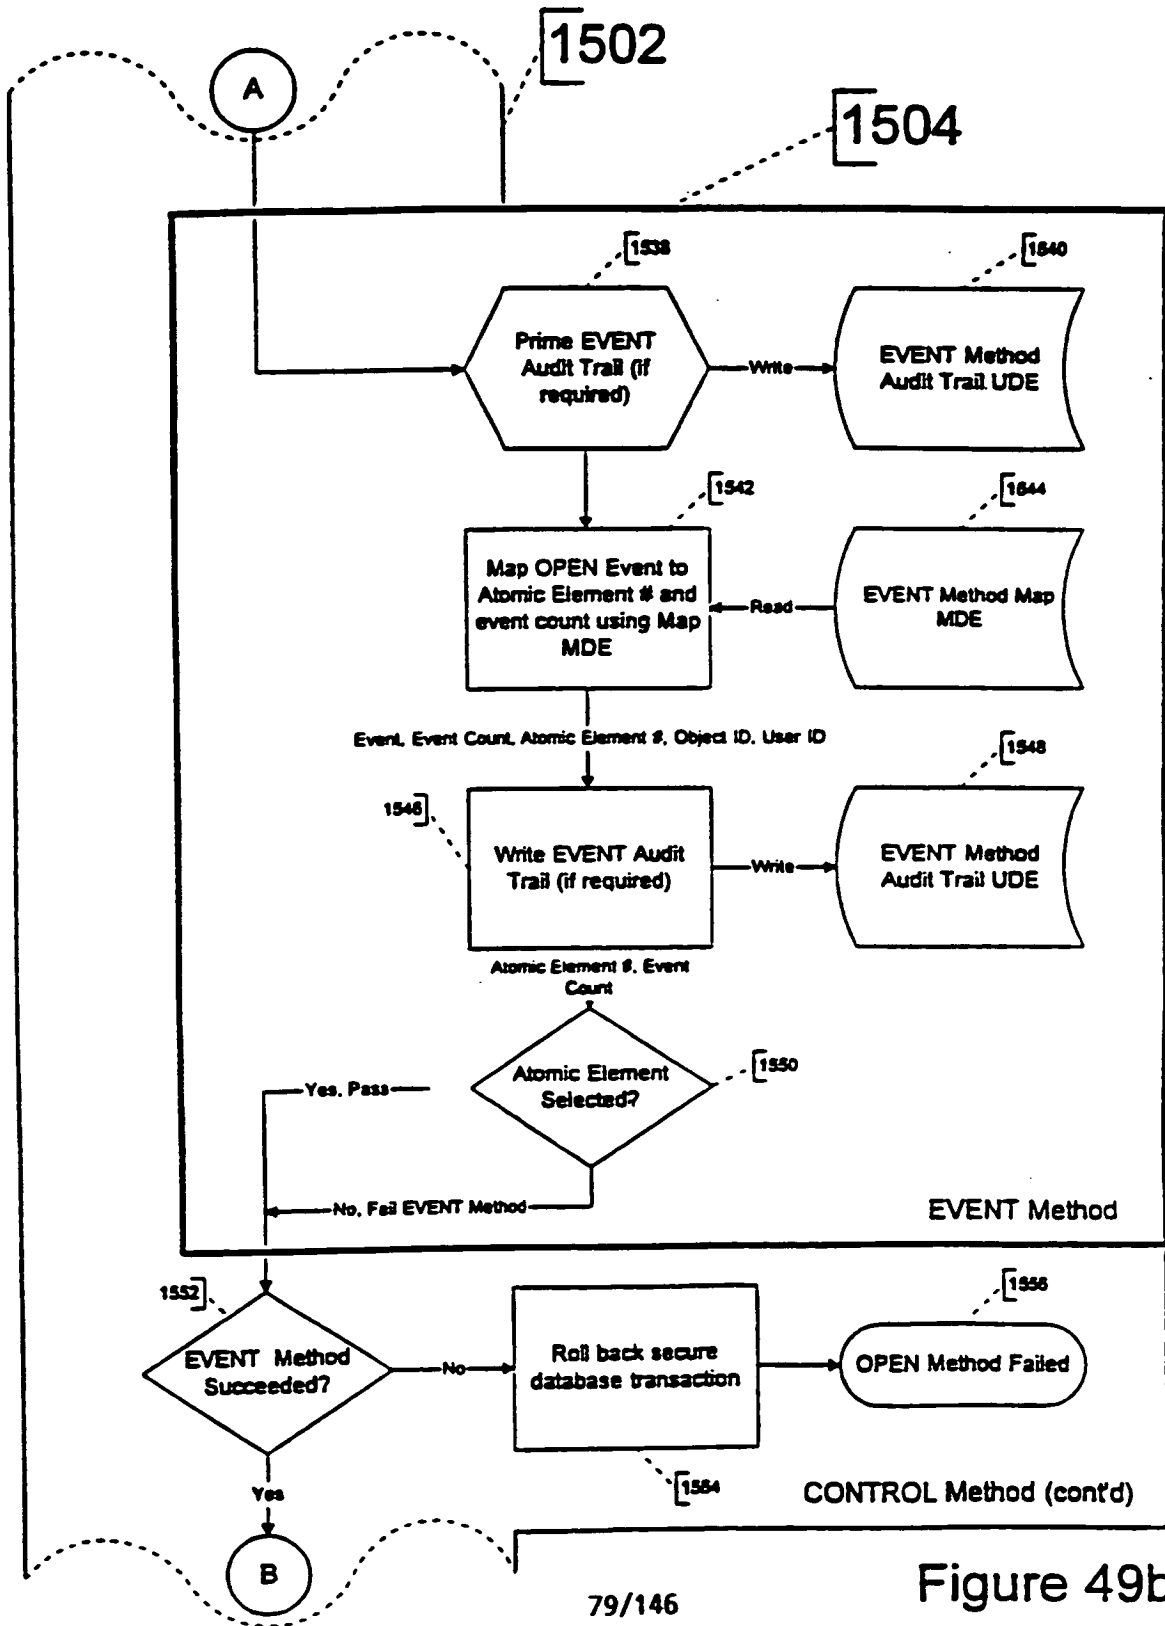 1502
A
1504
1538
1540
Prime EVENT
Audit Trail (if
required)
Write
EVENT Method
Audit Trail UDE
1542
1544
Map OPEN Event to
Atomic Element # and
event count using Map
MDE
Read
EVENT Method Map
MDE
Event, Event Count, Atomic Element #, Object ID, User ID
1548
1546
Write EVENT Audit
Trail (if required)
Write
EVENT Method
Audit Trail UDE
Atomic Element #, Event
Count
1550
Atomic Element
Selected?
Yes, Pass
No, Fail EVENT Method
EVENT Method
1552
1556
EVENT Method
Succeeded?
No
Roll back secure
database transaction
OPEN Method Failed
1554
Yes
CONTROL Method (cont'd)
B
Figure 49b
79/146